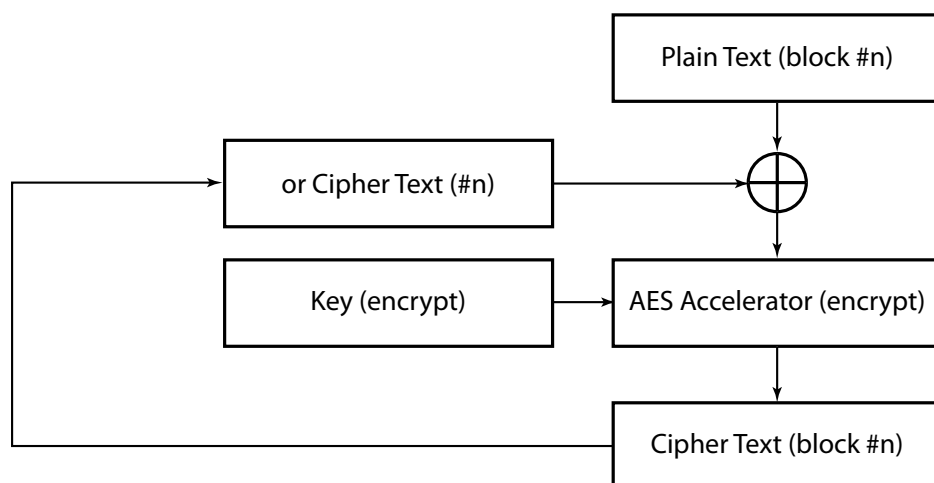 Plain Text (block #n)
or Cipher Text (#n)
Key (encrypt)
AES Accelerator (encrypt)
Cipher Text (block #n)